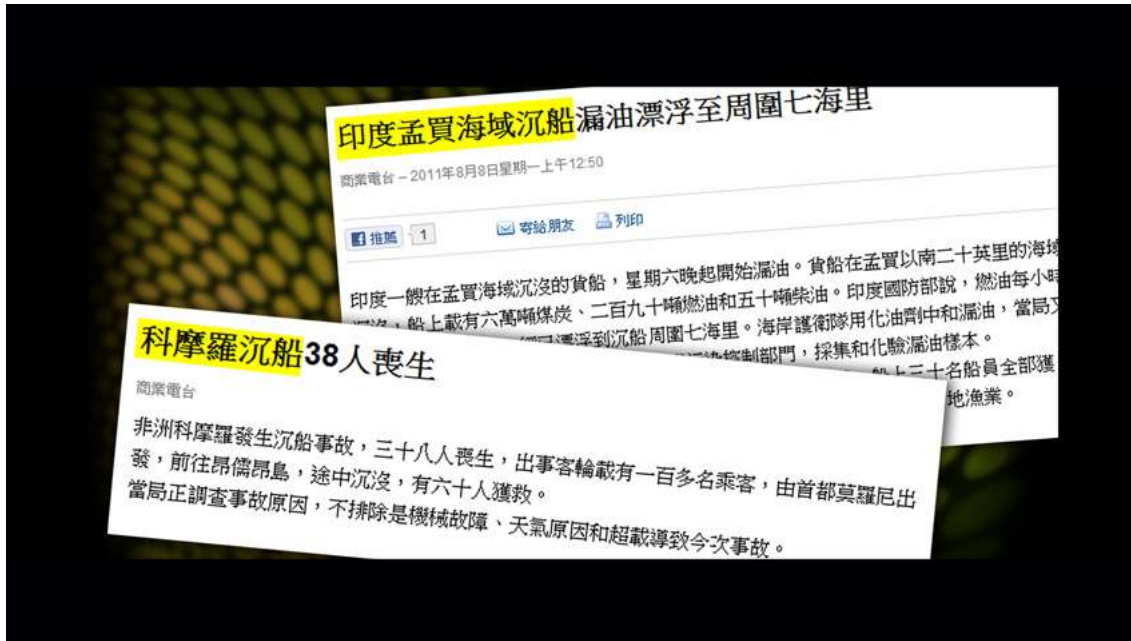 印度孟買海域沉船漏油漂浮至周圍七海里
商業電台 – 2011年8月8日星期一上午12:50
推薦 1 寄給朋友 列印
印度一艘在孟買海域沉沒的貨船，星期六晚起開始漏油。貨船在孟買以南二十英里的海域
船上載有六萬噸煤炭、二百九十噸燃油和五十噸柴油。印度國防部說，燃油每小時
漂浮到沉船周圍七海里。海岸護衛隊用化油劑中和漏油，當局又
控制部門，採集和化驗漏油樣本。
船上三十名船員全部獲
地漁業。
科摩羅沉船38人喪生
商業電台
非洲科摩羅發生沉船事故，三十八人喪生，出事客輪載有一百多名乘客，由首都莫羅尼出
發，前往昂儒昂島，途中沉沒，有六十人獲救。
當局正調查事故原因，不排除是機械故障、天氣原因和超載導致今次事故。